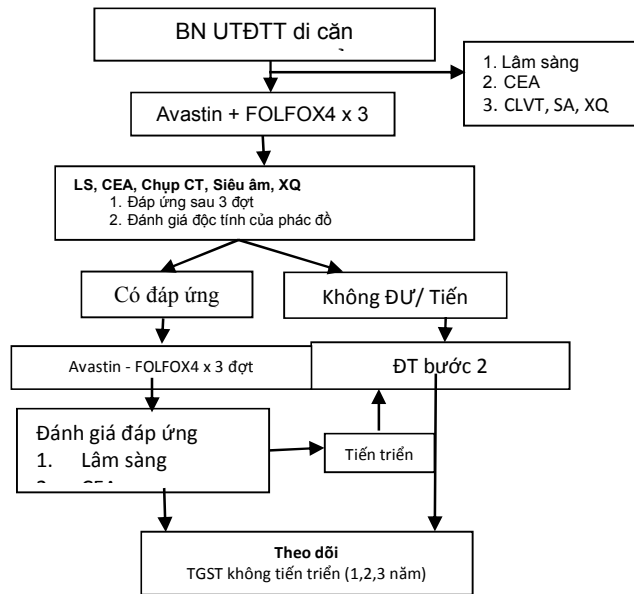 BN UTĐTT di căn
1. Lâm sàng
2. CEA
3. CLVT, SA, XQ
Avastin + FOLFOX4 x 3
LS, CEA, Chụp CT, Siêu âm, XQ
1. Đáp ứng sau 3 đợt
2. Đánh giá độc tính của phác đồ
Có đáp ứng
Không ĐƯ/ Tiến
Avastin - FOLFOX4 x 3 đợt
ĐT bước 2
Đánh giá đáp ứng
1. Lâm sàng
Tiến triển
Theo dõi
TGST không tiến triển (1,2,3 năm)